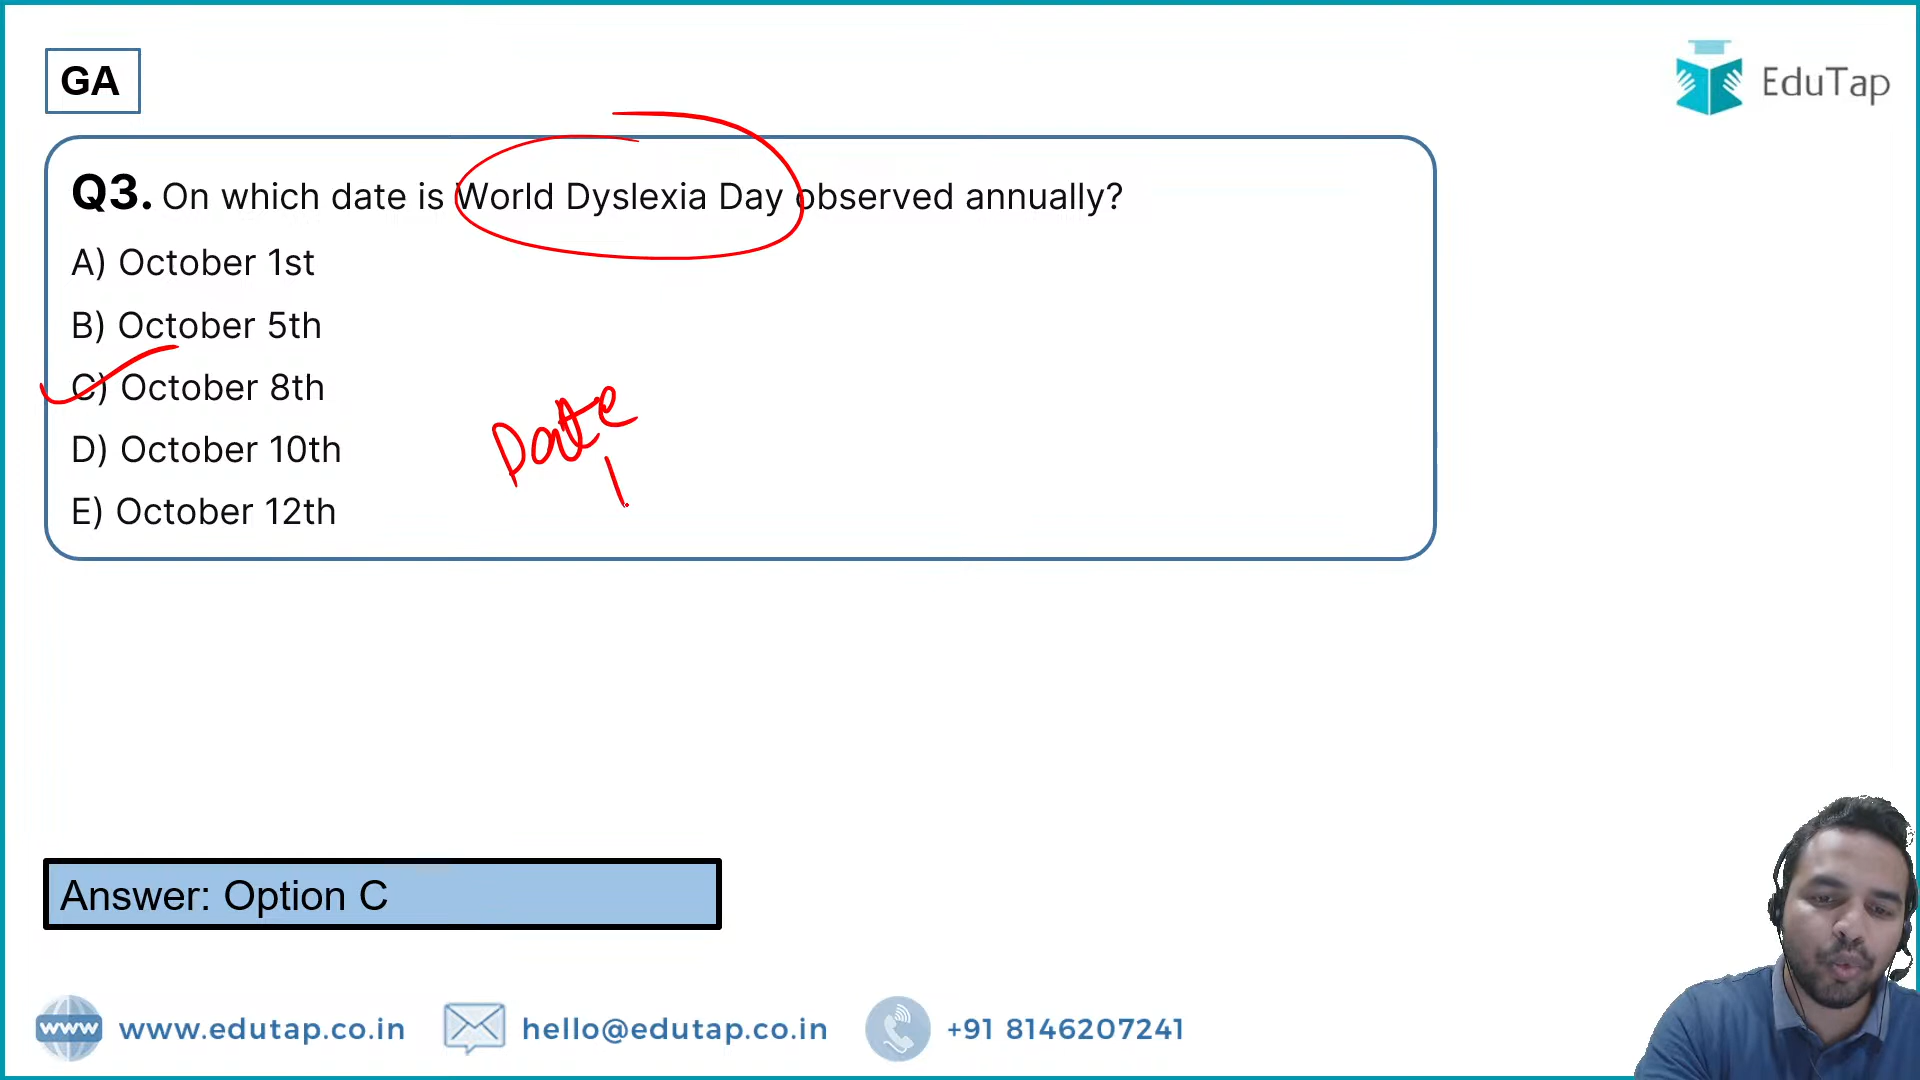 GA
EduTap
Q3. On which date is World Dyslexia Day observed annually?
A) October 1st
B) October 5th
C) October 8th
D) October 10th
E) October 12th
Date
Answer: Option C
www www.edutap.co.in hello@edutap.co.in +91 8146207241